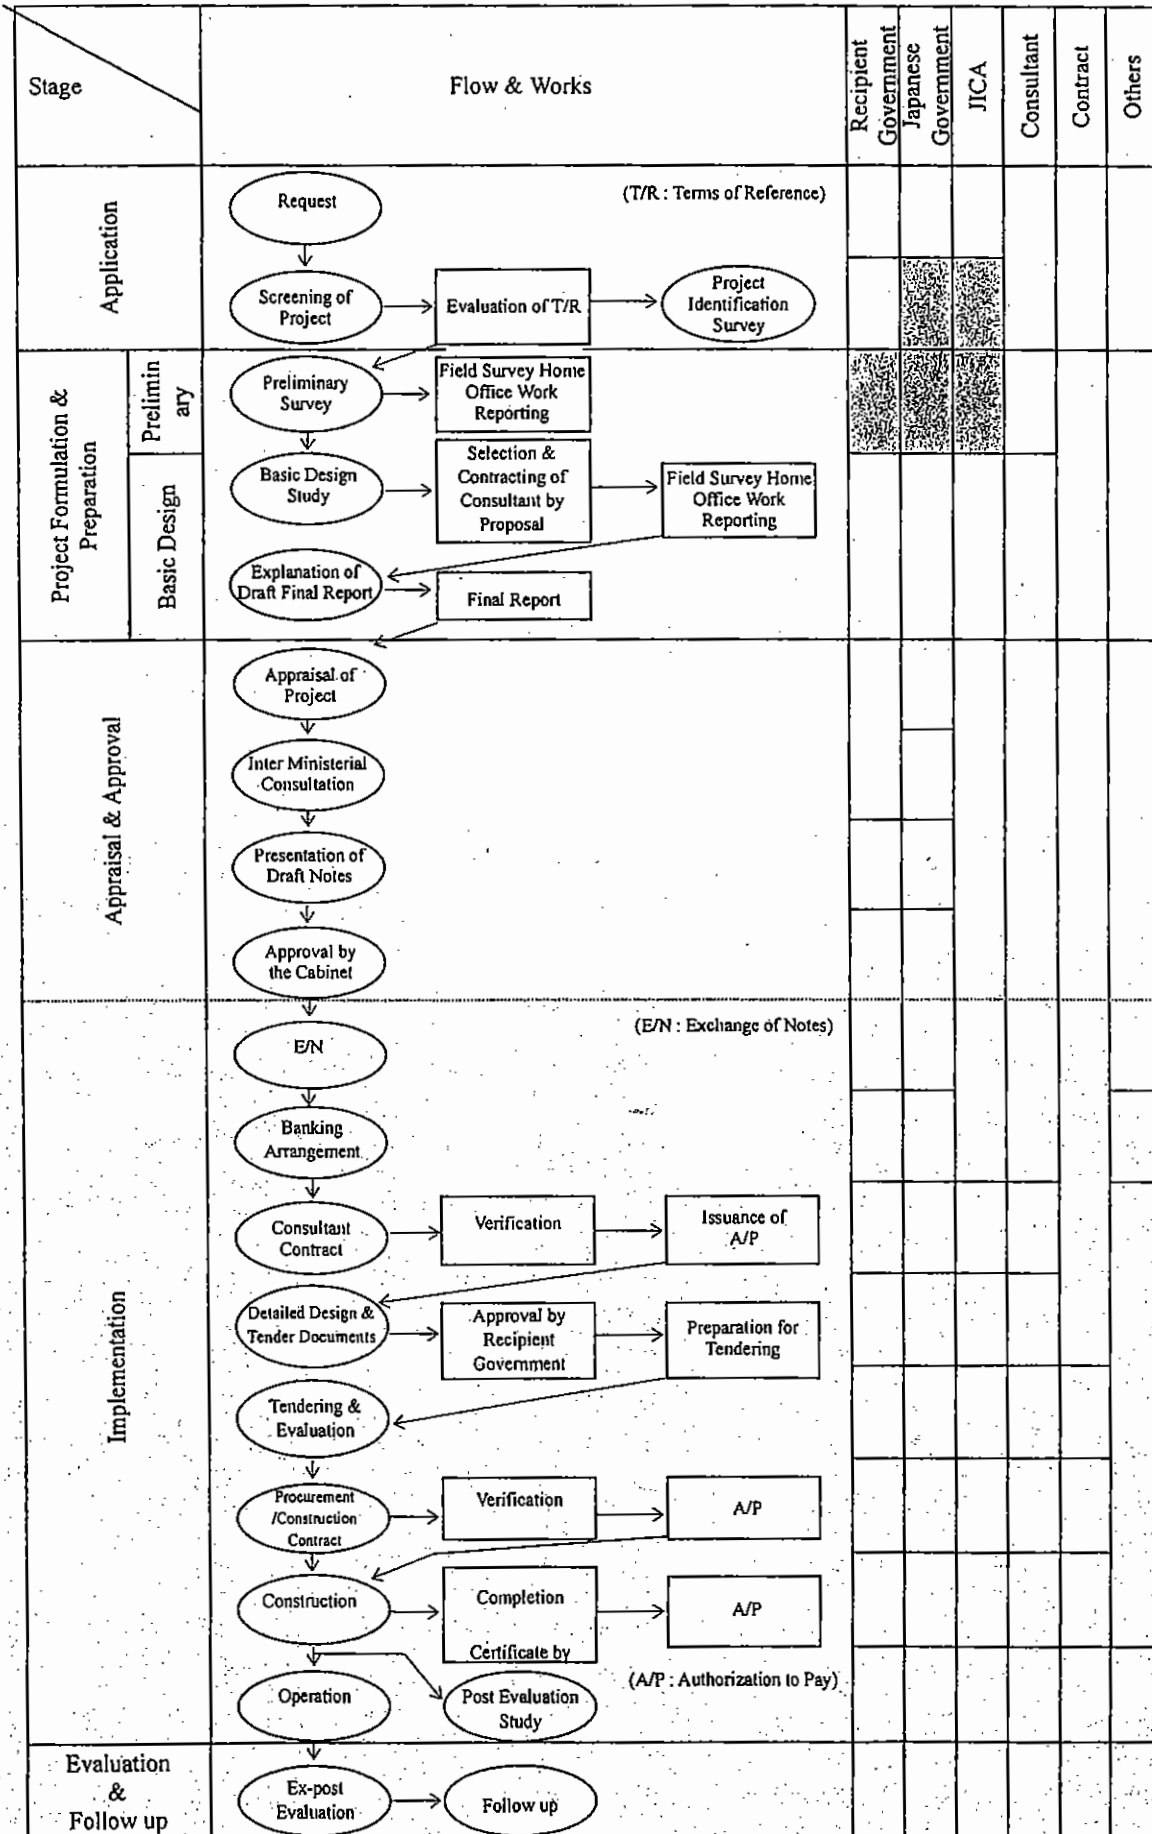 Stage
Flow & Works
Recipient
Government
Japanese
Government
JICA
Consultant
Contract
Others
Application
Request
(T/R : Terms of Reference)
Screening of
Project
Evaluation of T/R
Project
Identification
Survey
Project Formulation &
Preparation
Prelimin
ary
Preliminary
Survey
Field Survey Home
Office Work
Reporting
Basic Design
Basic Design
Study
Selection &
Contracting of
Consultant by
Proposal
Field Survey Home
Office Work
Reporting
Explanation of
Draft Final Report
Final Report
Appraisal & Approval
Appraisal of
Project
Inter Ministerial
Consultation
Presentation of
Draft Notes
Approval by
the Cabinet
Implementation
E/N
(E/N : Exchange of Notes)
Banking
Arrangement
Consultant
Contract
Verification
Issuance of
A/P
Detailed Design &
Tender Documents
Approval by
Recipient
Government
Preparation for
Tendering
Tendering &
Evaluation
Procurement
/Construction
Contract
Verification
A/P
Construction
Completion
Certificate by
A/P
Operation
Post Evaluation
Study
(A/P : Authorization to Pay)
Evaluation
&
Follow up
Ex-post
Evaluation
Follow up